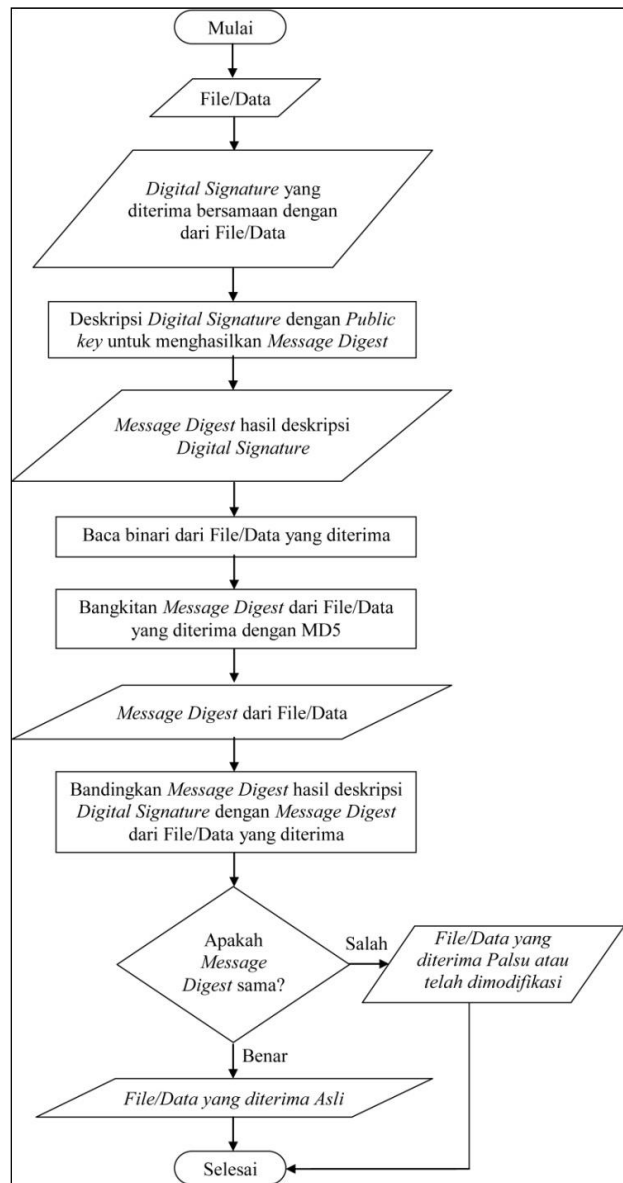 Mulai
File/Data
Digital Signature yang
diterima bersamaan dengan
dari File/Data
Deskripsi Digital Signature dengan Public
key untuk menghasilkan Message Digest
Message Digest hasil deskripsi
Digital Signature
Baca binari dari File/Data yang diterima
Bangkitan Message Digest dari File/Data
yang diterima dengan MD5
Message Digest dari File/Data
Bandingkan Message Digest hasil deskripsi
Digital Signature dengan Message Digest
dari File/Data yang diterima
Apakah
Message
Digest sama?
Salah
File/Data yang
diterima Palsu atau
telah dimodifikasi
Benar
File/Data yang diterima Asli
Selesai